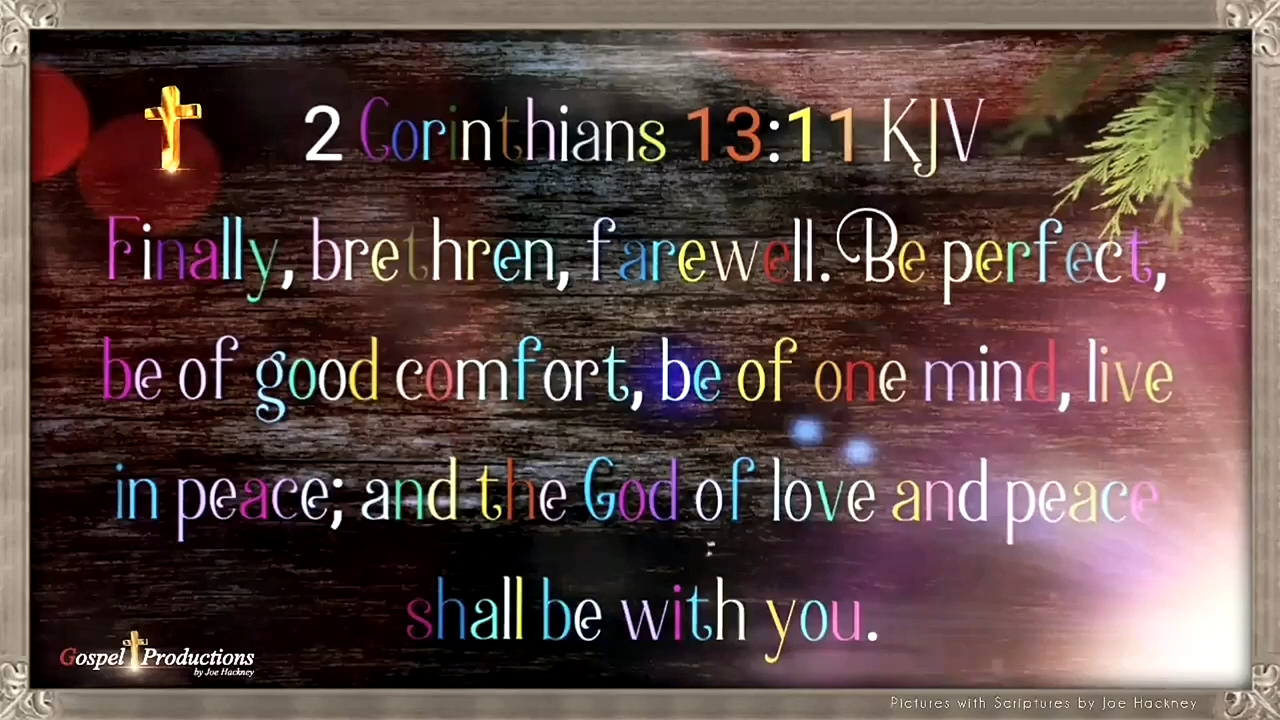 2 Corinthians 13:11 KJV
Finally, brethren, farewell. Be perfect,
be of good comfort, be of one mind, live
in peace; and the God of love and peace
shall be with you.
Gospel Productions
by Joe Hackney
Pictures with Scriptures by Joe Hackney